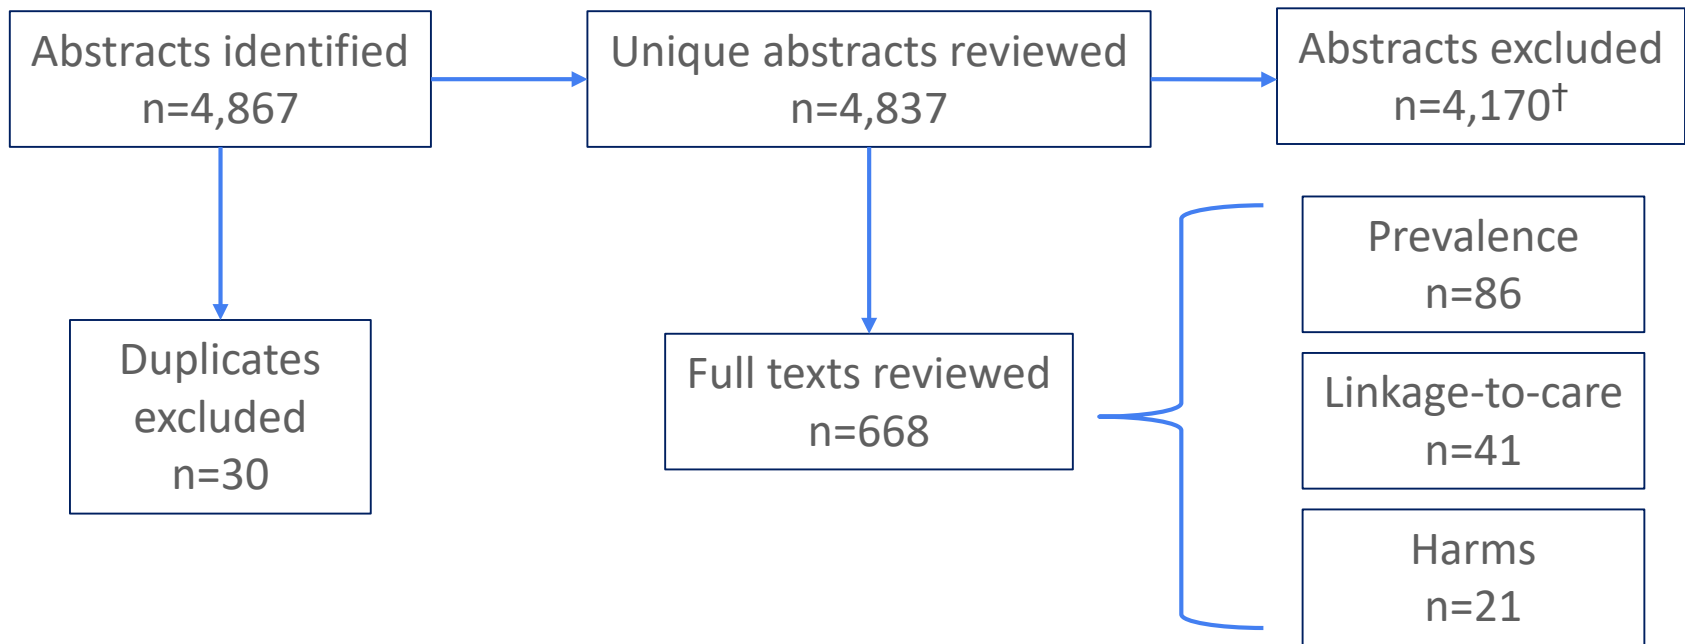 Abstracts identified
n=4,867
Unique abstracts reviewed
n=4,837
Abstracts excluded
n=4,170†
Duplicates
excluded
n=30
Full texts reviewed
n=668
Prevalence
n=86
Linkage-to-care
n=41
Harms
n=21